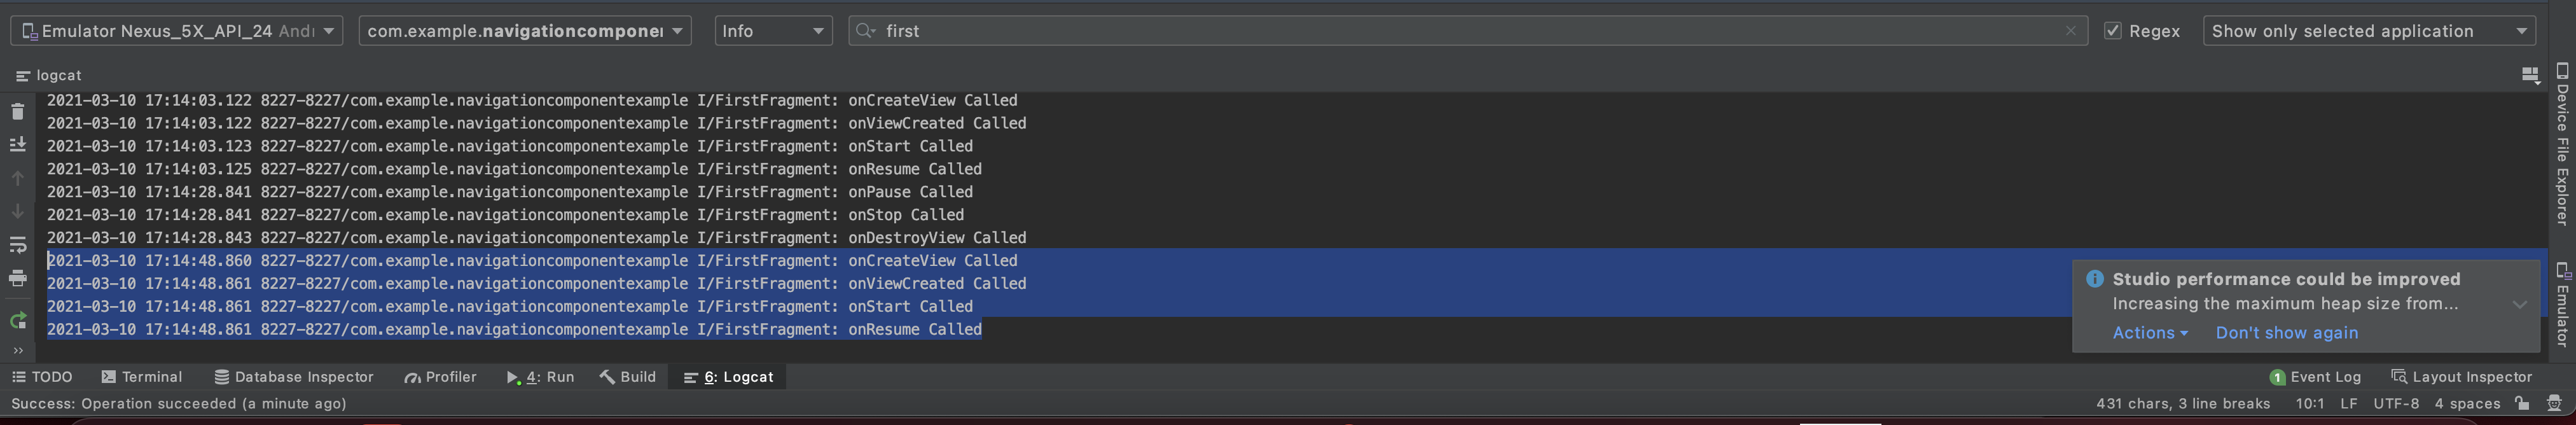 Emulator Nexus_5X_API_24 Andr com.example.navigationcomponer Info first Regex Show only selected application
logcat
2021-03-10 17:14:03.122 8227-8227/com.example.navigationcomponentexample I/FirstFragment: onCreateView Called
2021-03-10 17:14:03.122 8227-8227/com.example.navigationcomponentexample I/FirstFragment: onViewCreated Called
2021-03-10 17:14:03.123 8227-8227/com.example.navigationcomponentexample I/FirstFragment: onStart Called
2021-03-10 17:14:03.125 8227-8227/com.example.navigationcomponentexample I/FirstFragment: onResume Called
2021-03-10 17:14:28.841 8227-8227/com.example.navigationcomponentexample I/FirstFragment: onPause Called
2021-03-10 17:14:28.841 8227-8227/com.example.navigationcomponentexample I/FirstFragment: onStop Called
2021-03-10 17:14:28.843 8227-8227/com.example.navigationcomponentexample I/FirstFragment: onDestroyView Called
2021-03-10 17:14:48.860 8227-8227/com.example.navigationcomponentexample I/FirstFragment: onCreateView Called
2021-03-10 17:14:48.861 8227-8227/com.example.navigationcomponentexample I/FirstFragment: onViewCreated Called
2021-03-10 17:14:48.861 8227-8227/com.example.navigationcomponentexample I/FirstFragment: onStart Called
2021-03-10 17:14:48.861 8227-8227/com.example.navigationcomponentexample I/FirstFragment: onResume Called
Studio performance could be improved
Increasing the maximum heap size from...
Actions Don't show again
Device File Explorer
Emulator
TODO Terminal Database Inspector Profiler 4: Run Build 6: Logcat 1 Event Log Layout Inspector
Success: Operation succeeded (a minute ago) 431 chars, 3 line breaks 10:1 LF UTF-8 4 spaces